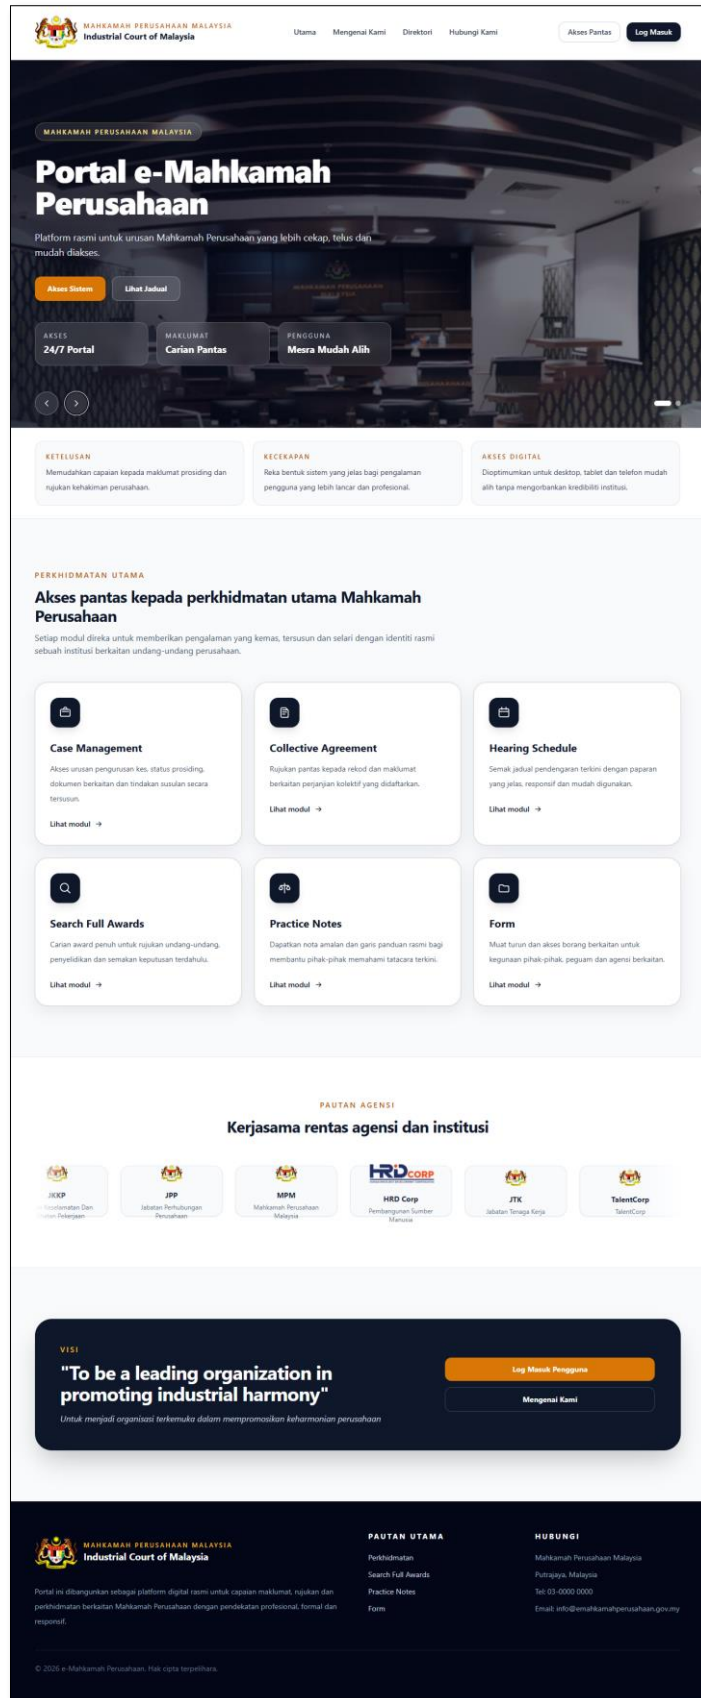 MAHKAMAH PERUSAHAAN MALAYSIA
Industrial Court of Malaysia
Utama
Mengenai Kami
Direktori
Hubungi Kami
Akses Pantas
Log Masuk
MAHKAMAH PERUSAHAAN MALAYSIA
Portal e-Mahkamah
Perusahaan
Platform rasmi untuk urusan Mahkamah Perusahaan yang lebih cekap, telus dan
mudah diakses.
MAHKAMAH PERUSAHAAN
MALAYSIA
Akses Sistem
Lihat Jadual
AKSES
24/7 Portal
MAKLUMAT
Carian Pantas
PENGGUNA
Mesra Mudah Alih
KETELUSAN
Memudahkan capaian kepada maklumat prosiding dan
rujukan kehakiman perusahaan.
KECEKAPAN
Reka bentuk sistem yang jelas bagi pengalaman
pengguna yang lebih lancar dan profesional.
AKSES DIGITAL
Dioptimumkan untuk desktop, tablet dan telefon mudah
alih tanpa mengorbankan kredibiliti institusi.
PERKHIDMATAN UTAMA
Akses pantas kepada perkhidmatan utama Mahkamah
Perusahaan
Setiap modul direka untuk memberikan pengalaman yang kemas, tersusun dan selari dengan identiti rasmi
sebuah institusi berkaitan undang-undang perusahaan.
Case Management
Akses urusan pengurusan kes, status prosiding,
dokumen berkaitan dan tindakan susulan secara
tersusun.
Lihat modul →
Collective Agreement
Rujukan pantas kepada rekod dan maklumat
berkaitan perjanjian kolektif yang didaftarkan.
Lihat modul →
Hearing Schedule
Semak jadual pendengaran terkini dengan paparan
yang jelas, responsif dan mudah digunakan.
Lihat modul →
Search Full Awards
Carian award penuh untuk rujukan undang-undang,
penyelidikan dan semakan keputusan terdahulu.
Lihat modul →
Practice Notes
Dapatkan nota amalan dan garis panduan rasmi bagi
membantu pihak-pihak memahami tatacara terkini.
Lihat modul →
Form
Muat turun dan akses borang berkaitan untuk
kegunaan pihak-pihak, peguam dan agensi berkaitan.
Lihat modul →
PAUTAN AGENSI
Kerjasama rentas agensi dan institusi
JKKP
Keselamatan Dan
Pekerjaan
JPP
Jabatan Perhubungan
Perusahaan
MPM
Mahkamah Perusahaan
Malaysia
HRD CORP
HRD Corp
Pembangunan Sumber
Manusia
JTK
Jabatan Tenaga Kerja
TalentCorp
TalentCorp
VISI
"To be a leading organization in
promoting industrial harmony"
Untuk menjadi organisasi terkemuka dalam mempromosikan keharmonian perusahaan
Log Masuk Pengguna
Mengenai Kami
MAHKAMAH PERUSAHAAN MALAYSIA
Industrial Court of Malaysia
Portal ini dibangunkan sebagai platform digital rasmi untuk capaian maklumat, rujukan dan
perkhidmatan berkaitan Mahkamah Perusahaan dengan pendekatan profesional, formal dan
responsif.
PAUTAN UTAMA
Perkhidmatan
Search Full Awards
Practice Notes
Form
HUBUNGI
Mahkamah Perusahaan Malaysia
Putrajaya, Malaysia
Tel: 03-0000 0000
Email: info@emahkamahperusahaan.gov.my
© 2026 e-Mahkamah Perusahaan. Hak cipta terpelihara.